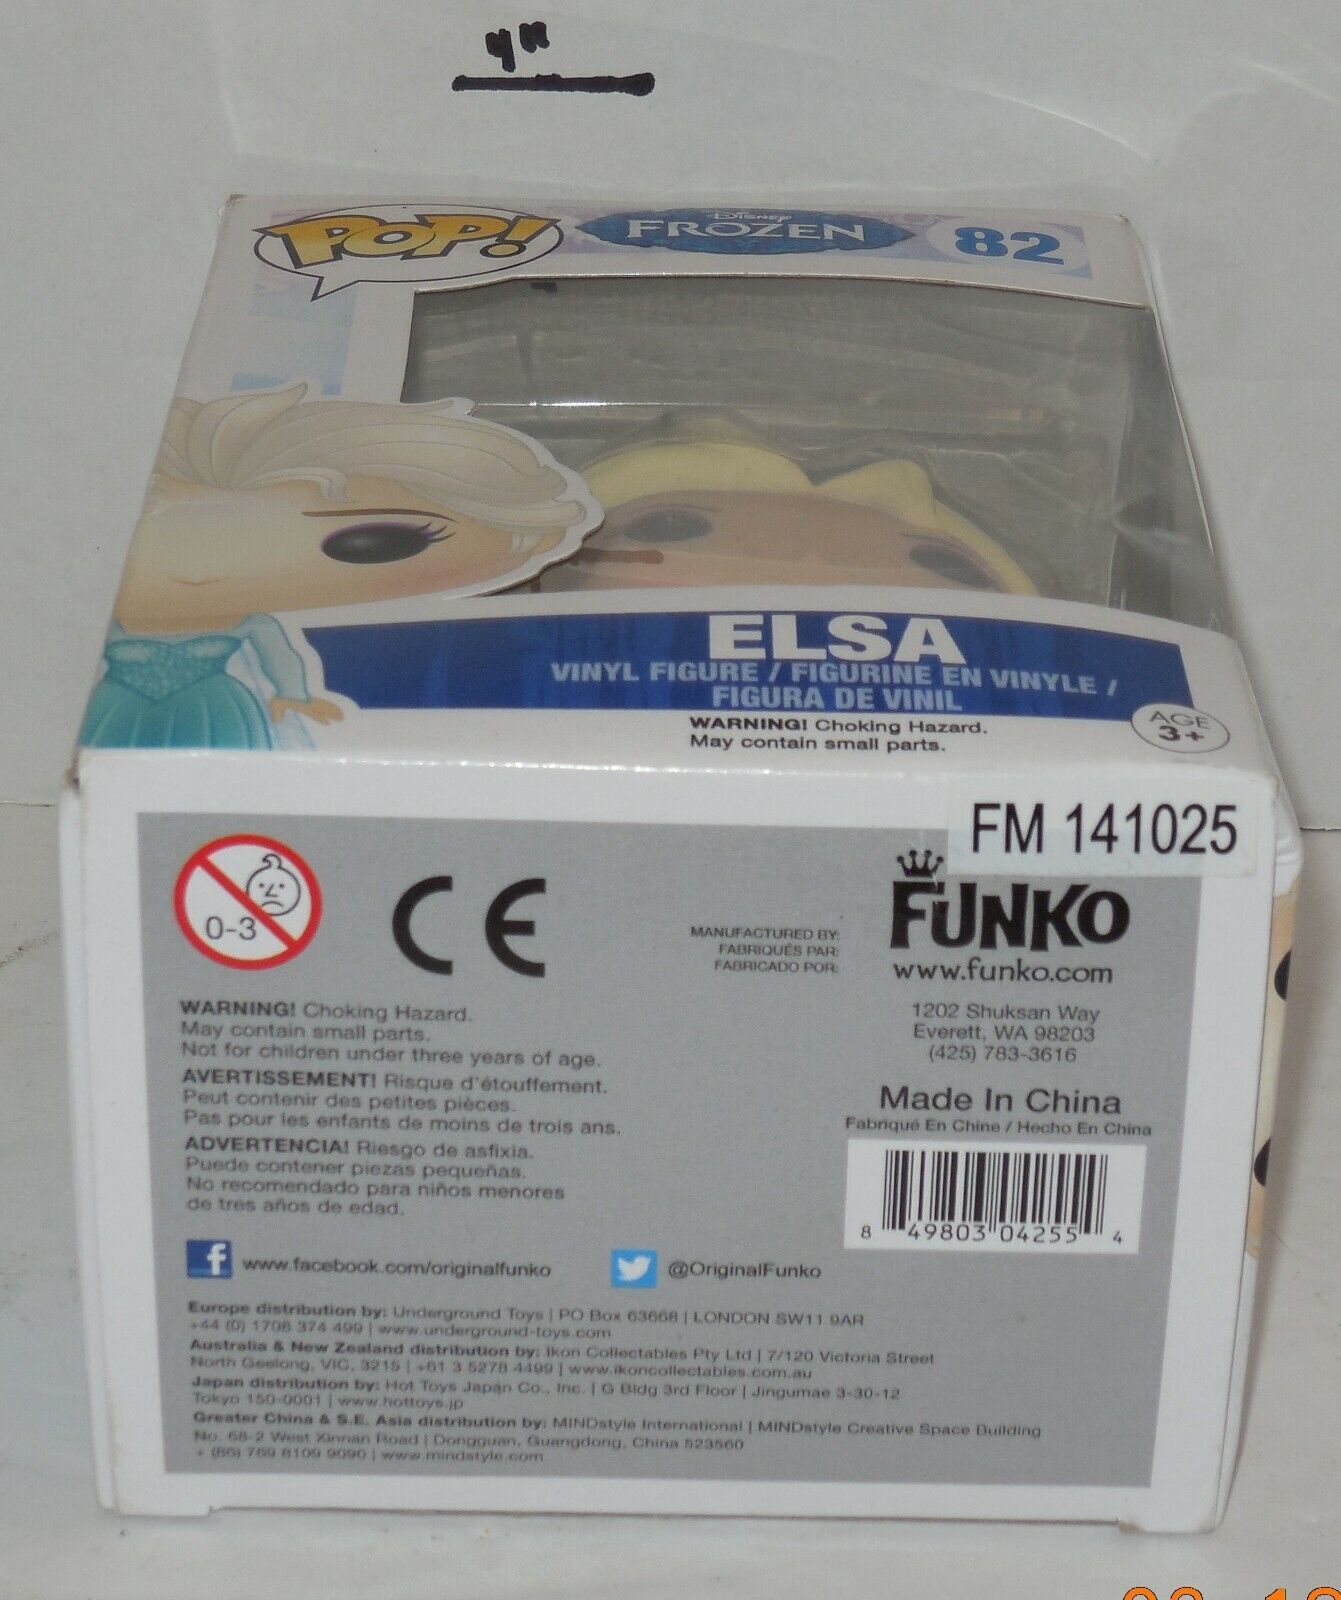 4"
POP!
Disney
FROZEN
82
ELSA
VINYL FIGURE / FIGURINE EN VINYLE /
FIGURA DE VINIL
WARNING! Choking Hazard.
May contain small parts.
AGE
3+
FM 141025
0-3
CE
MANUFACTURED BY:
FABRIQUÉS PAR:
FABRICADO POR:
FUNKO
www.funko.com
1202 Shuksan Way
Everett, WA 98203
(425) 783-3616
Made In China
Fabriqué En Chine / Hecho En China
8 49803 04255 4
WARNING! Choking Hazard.
May contain small parts.
Not for children under three years of age.
AVERTISSEMENT! Risque d'étouffement.
Peut contenir des petites pièces.
Pas pour les enfants de moins de trois ans.
ADVERTENCIA! Riesgo de asfixia.
Puede contener piezas pequeñas.
No recomendado para niños menores
de tres años de edad.
f www.facebook.com/originalfunko
@OriginalFunko
Europe distribution by: Underground Toys | PO Box 63668 | LONDON SW11 9AR
+44 (0) 1708 374 499 | www.underground-toys.com
Australia & New Zealand distribution by: Ikon Collectables Pty Ltd | 7/120 Victoria Street
North Geelong, VIC, 3215 | +61 3 5278 4499 | www.ikoncollectables.com.au
Japan distribution by: Hot Toys Japan Co., Inc. | G Bldg 3rd Floor | Jingumae 3-30-12
Tokyo 150-0001 | www.hottoys.jp
Greater China & S.E. Asia distribution by: MINDstyle International | MINDstyle Creative Space Building
No. 68-2 West Xinnan Road | Dongguan, Guangdong, China 523560
+ (86) 769 8109 9090 | www.mindstyle.com